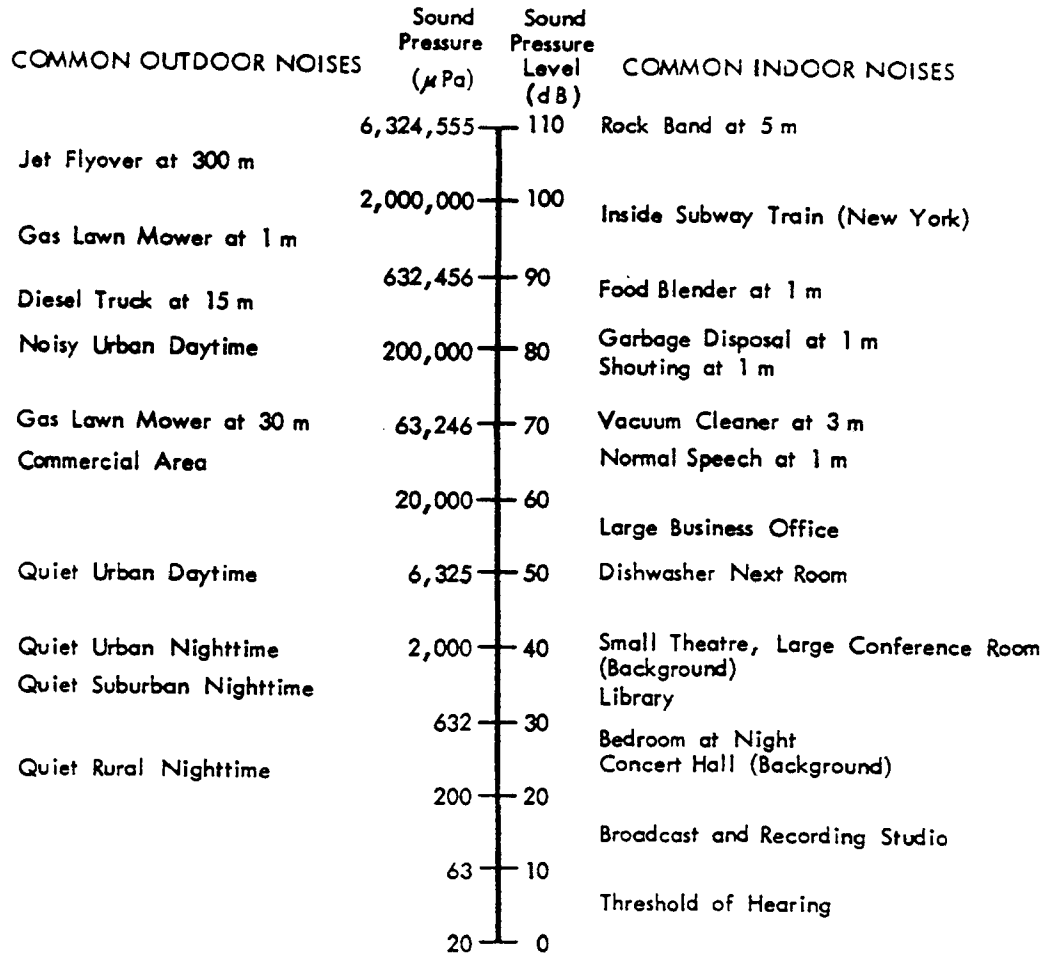 Sound Sound
Pressure Pressure
COMMON OUTDOOR NOISES (μPa) Level (dB) COMMON INDOOR NOISES
6,324,555 110 Rock Band at 5 m
Jet Flyover at 300 m
2,000,000 100
Inside Subway Train (New York)
Gas Lawn Mower at 1 m
632,456 90
Food Blender at 1 m
Diesel Truck at 15 m
Noisy Urban Daytime 200,000 80 Garbage Disposal at 1 m
Shouting at 1 m
Gas Lawn Mower at 30 m 63,246 70 Vacuum Cleaner at 3 m
Commercial Area Normal Speech at 1 m
20,000 60
Large Business Office
Quiet Urban Daytime 6,325 50 Dishwasher Next Room
Quiet Urban Nighttime 2,000 40 Small Theatre, Large Conference Room
(Background)
Quiet Suburban Nighttime Library
632 30
Bedroom at Night
Quiet Rural Nighttime Concert Hall (Background)
200 20
Broadcast and Recording Studio
63 10
Threshold of Hearing
20 0